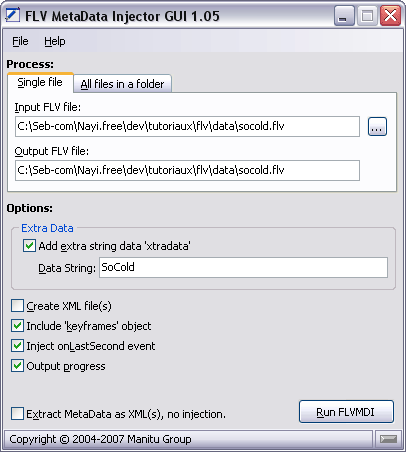 FLV MetaData Injector GUI 1.05
File Help
Process:
Single file All files in a folder
Input FLV file:
C:\Seb-com\Nayi.free\dev\tutoriaux\flv\data\socold.flv
...
Output FLV file:
C:\Seb-com\Nayi.free\dev\tutoriaux\flv\data\socold.flv
Options:
Extra Data
Add extra string data 'xtradata'
Data String: SoCold
Create XML file(s)
Include 'keyframes' object
Inject onLastSecond event
Output progress
Extract MetaData as XML(s), no injection.
Run FLVMDI
Copyright © 2004-2007 Manitu Group